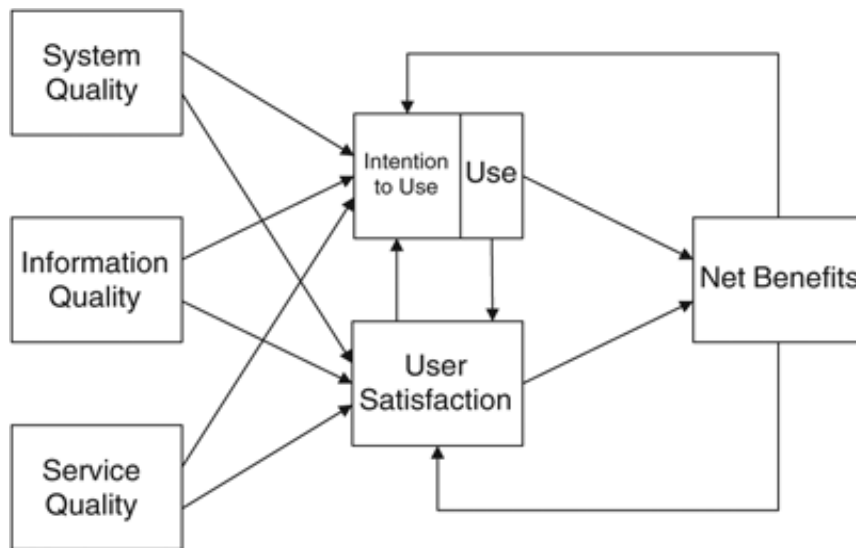 System
Quality
Intention
to Use
Use
Information
Quality
Net Benefits
User
Satisfaction
Service
Quality